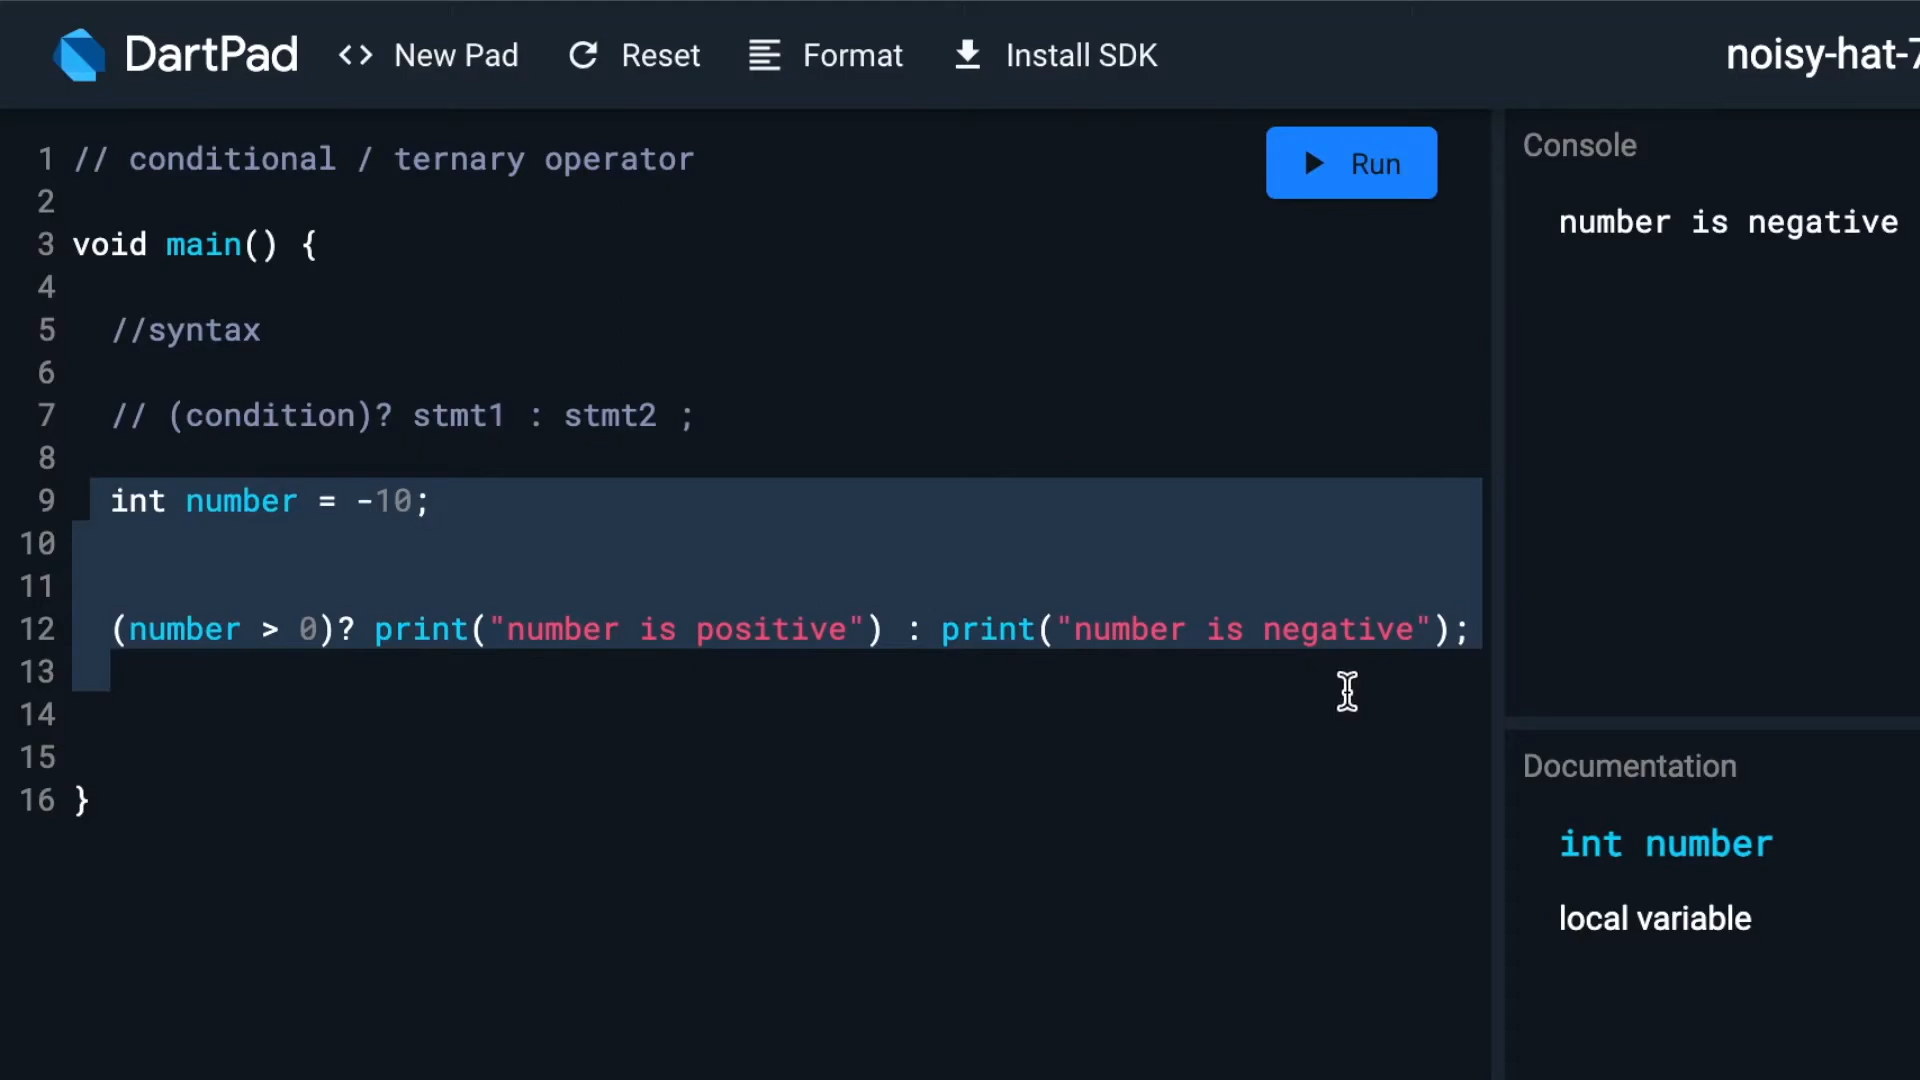 DartPad <> New Pad Reset Format Install SDK noisy-hat-7
1 // conditional / ternary operator
2
3 void main() {
4
5 //syntax
6
7 // (condition)? stmt1 : stmt2 ;
8
9 int number = -10;
10
11
12 (number > 0)? print("number is positive") : print("number is negative");
13
14
15
16 }
Run
Console
number is negative
Documentation
int number
local variable